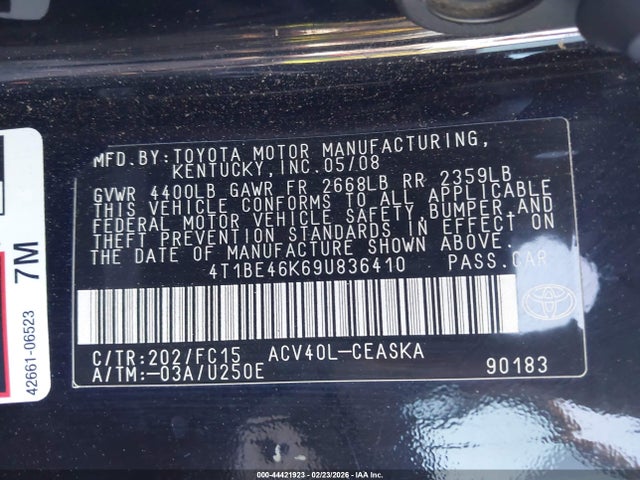 MFD. BY: TOYOTA MOTOR MANUFACTURING,
KENTUCKY, INC. 05/08
GVWR 4400LB GAWR FR 2668LB RR 2359LB
THIS VEHICLE CONFORMS TO ALL APPLICABLE
FEDERAL MOTOR VEHICLE SAFETY, BUMPER, AND
THEFT PREVENTION STANDARDS IN EFFECT ON
THE DATE OF MANUFACTURE SHOWN ABOVE.
4T1BE46K69U836410 PASS. CAR
C/TR: 202/FC15 ACV40L-CEASKA
A/TM: -03A/U250E 90183
7M
42661-06523
000-44421923 - 02/23/2026 - IAA Inc.